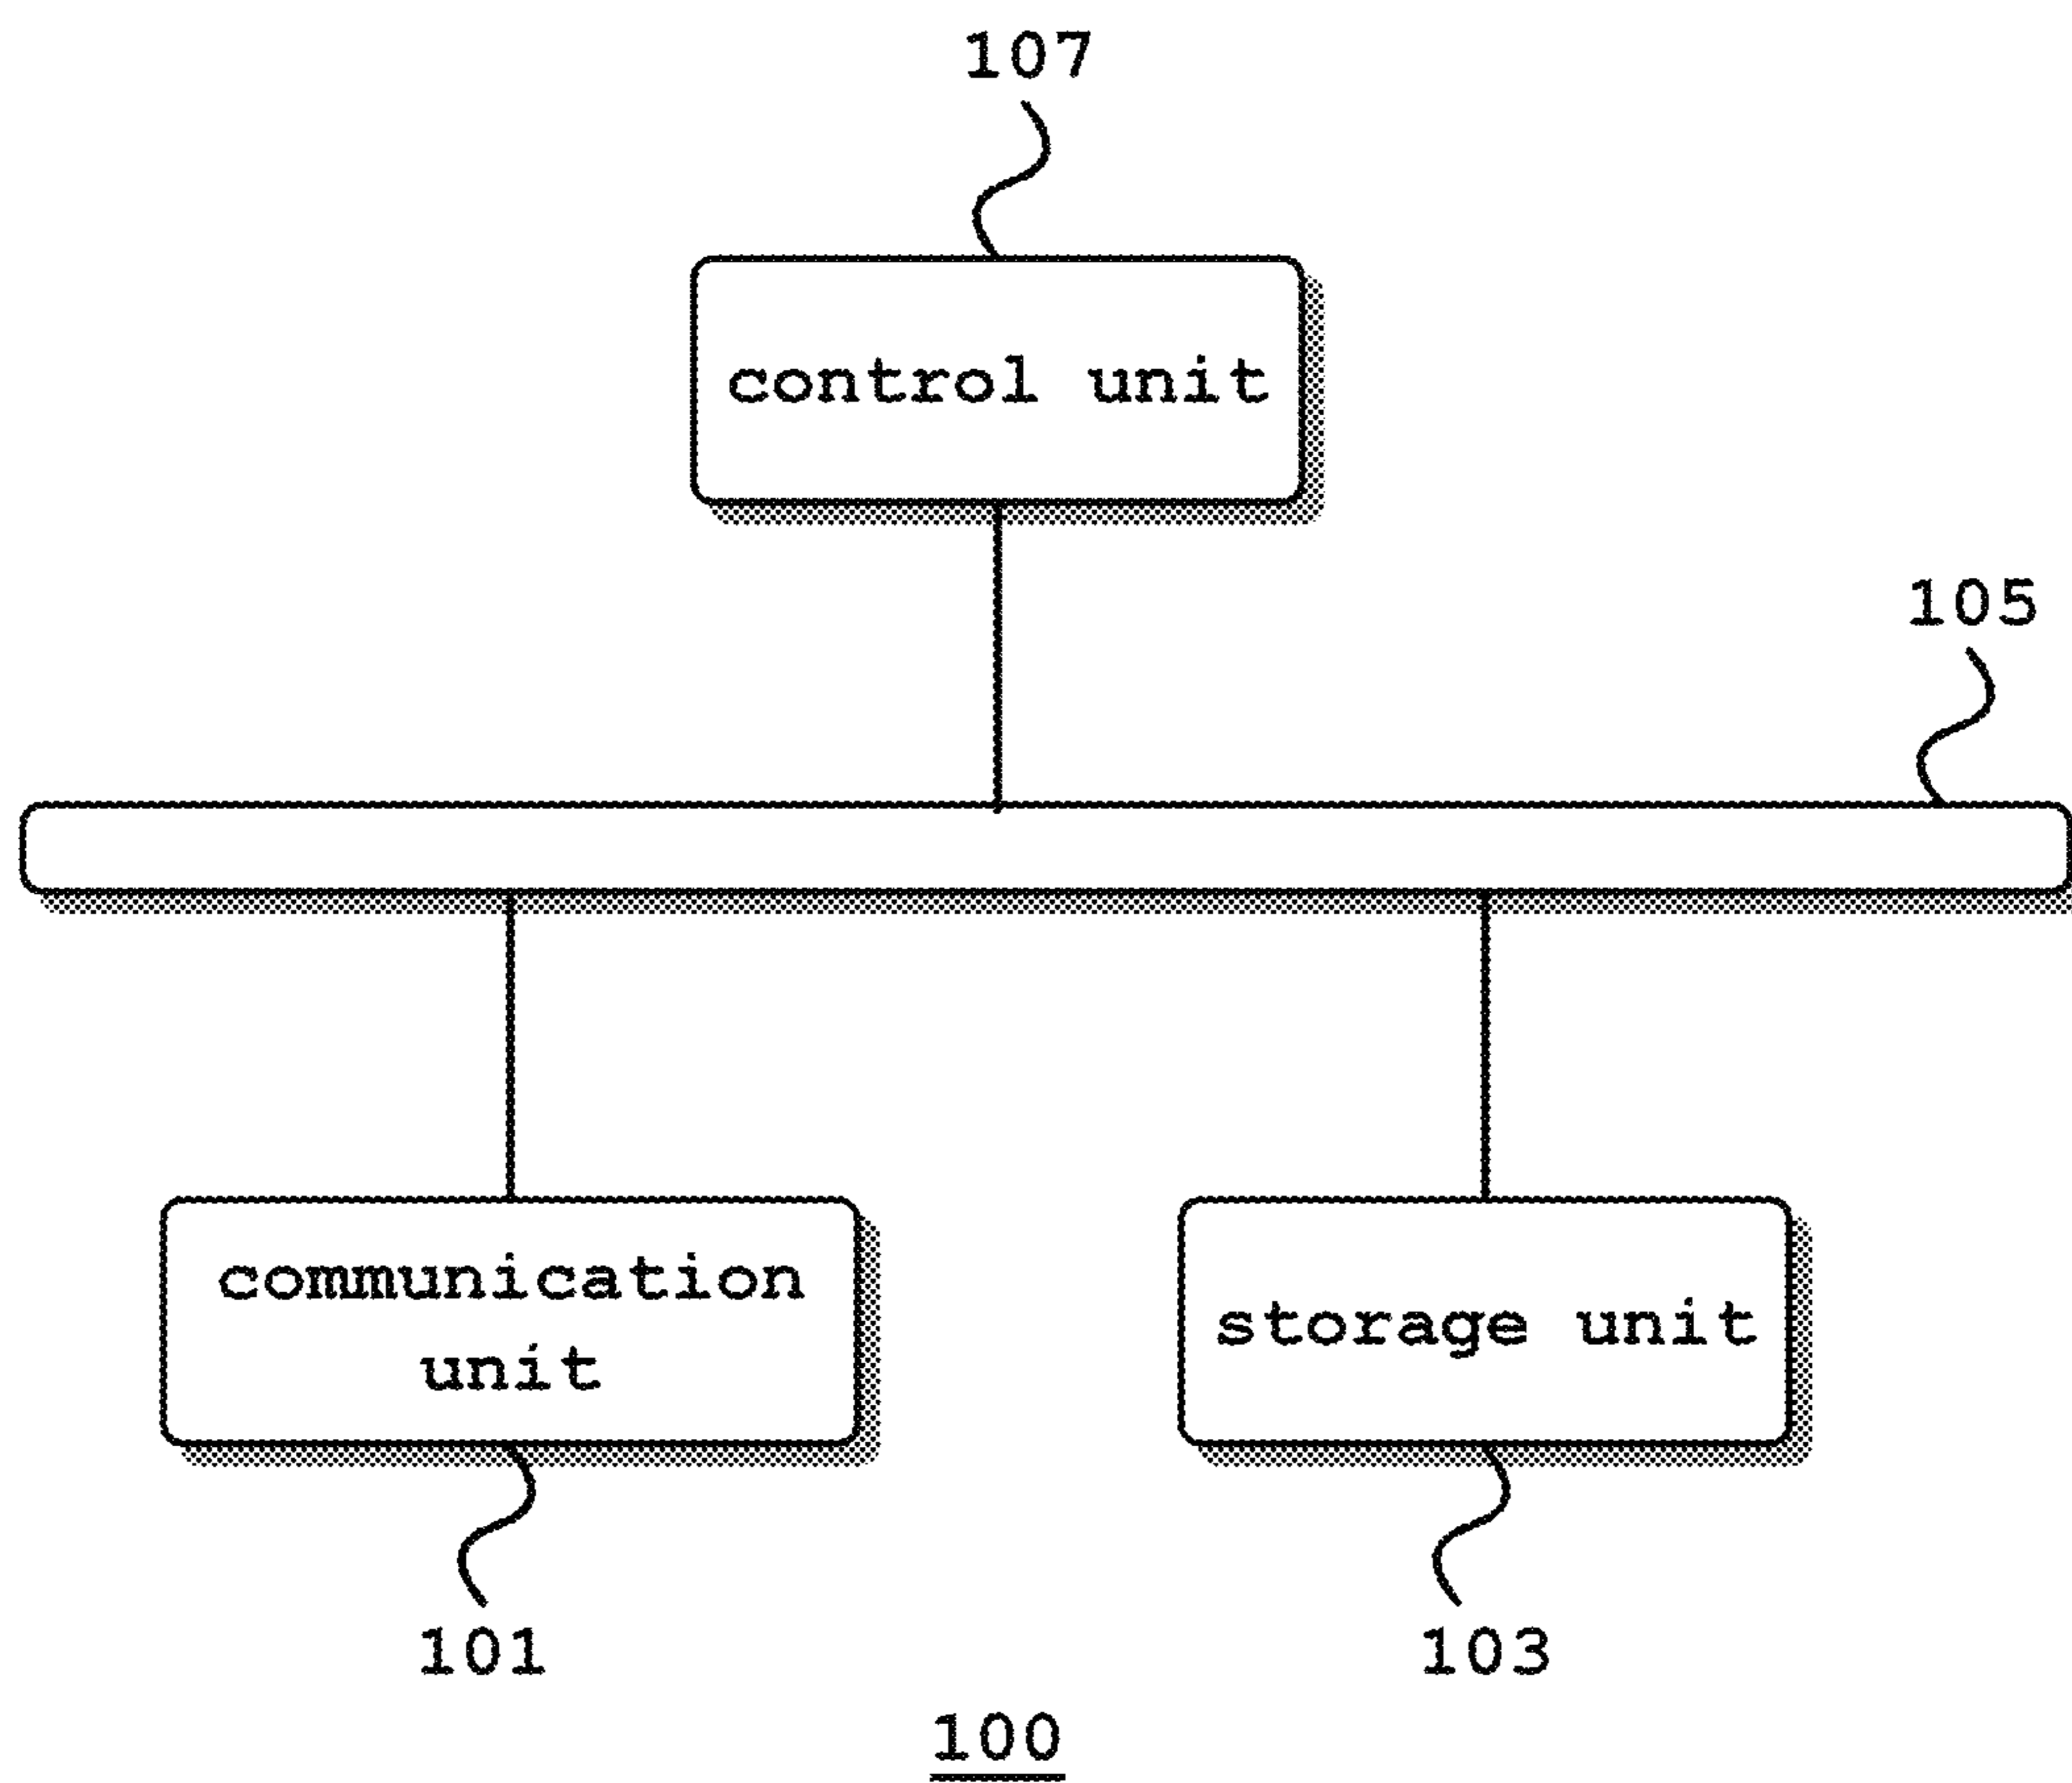 107
control unit
105
communication
unit
storage unit
101
103
100